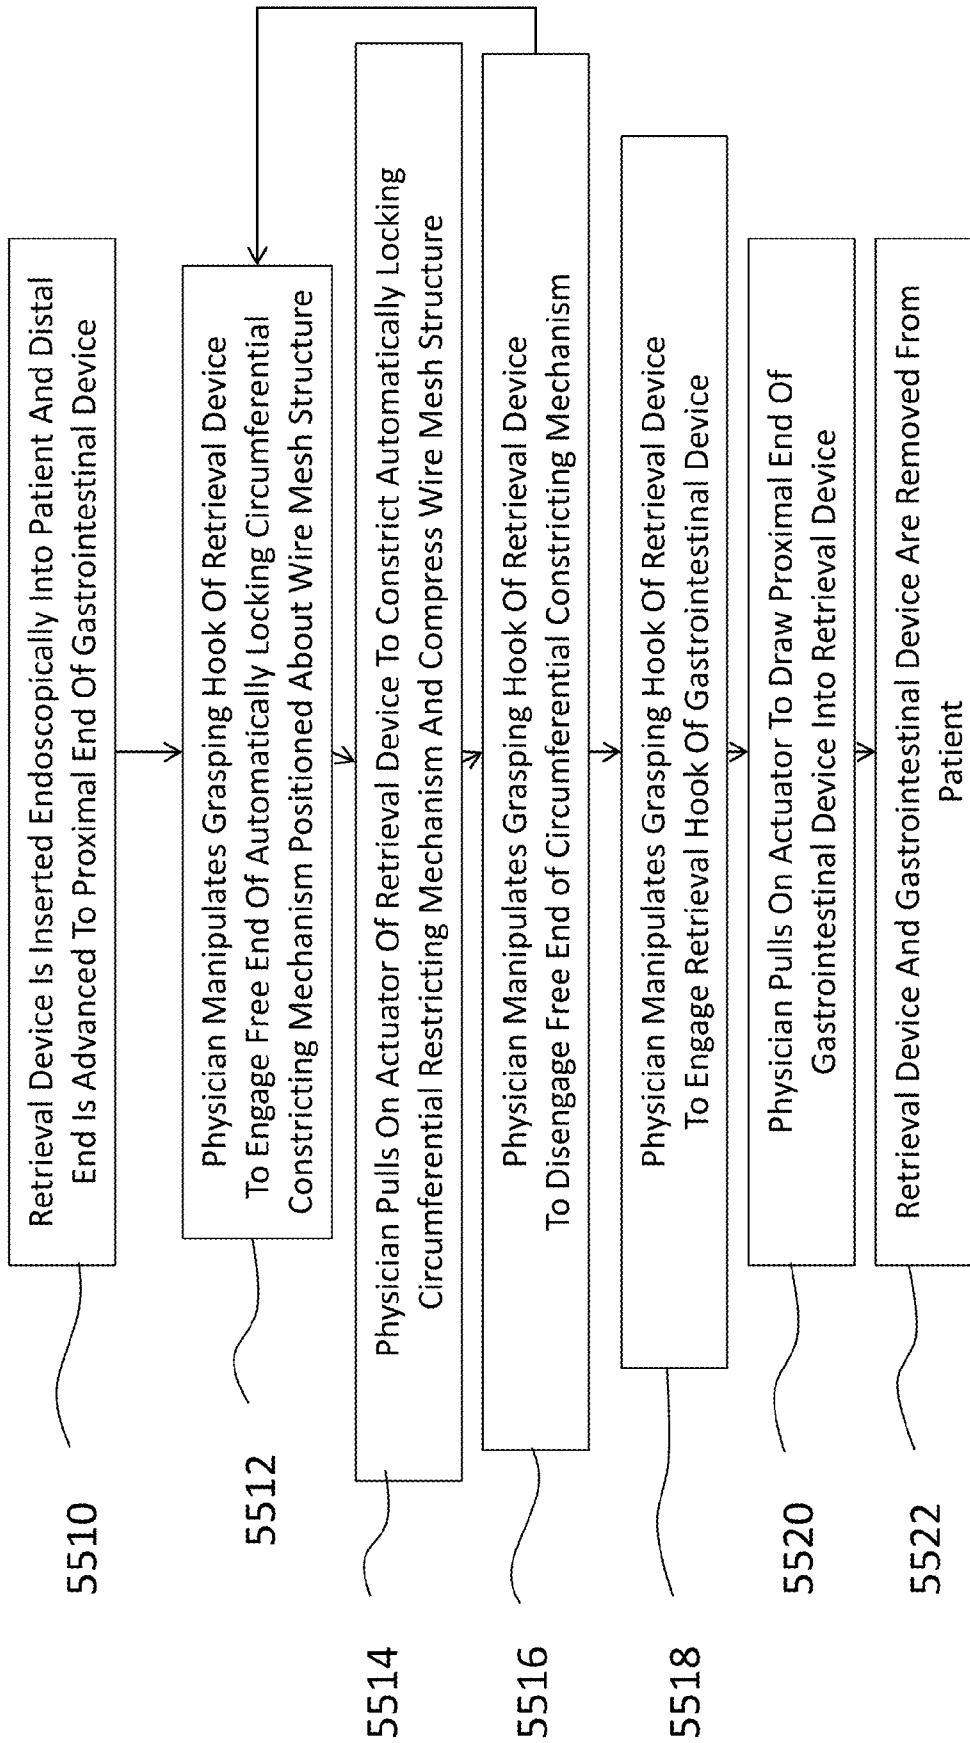 Retrieval Device Is Inserted Endoscopically Into Patient And Distal
End Is Advanced To Proximal End Of Gastrointestinal Device
5510
Physician Manipulates Grasping Hook Of Retrieval Device
To Engage Free End Of Automatically Locking Circumferential
Constricting Mechanism Positioned About Wire Mesh Structure
5512
Physician Pulls On Actuator Of Retrieval Device To Constrict Automatically Locking
Circumferential Restricting Mechanism And Compress Wire Mesh Structure
5514
Physician Manipulates Grasping Hook Of Retrieval Device
To Disengage Free End of Circumferential Constricting Mechanism
5516
Physician Manipulates Grasping Hook Of Retrieval Device
To Engage Retrieval Hook Of Gastrointestinal Device
5518
Physician Pulls On Actuator To Draw Proximal End Of
Gastrointestinal Device Into Retrieval Device
5520
Retrieval Device And Gastrointestinal Device Are Removed From
Patient
5522